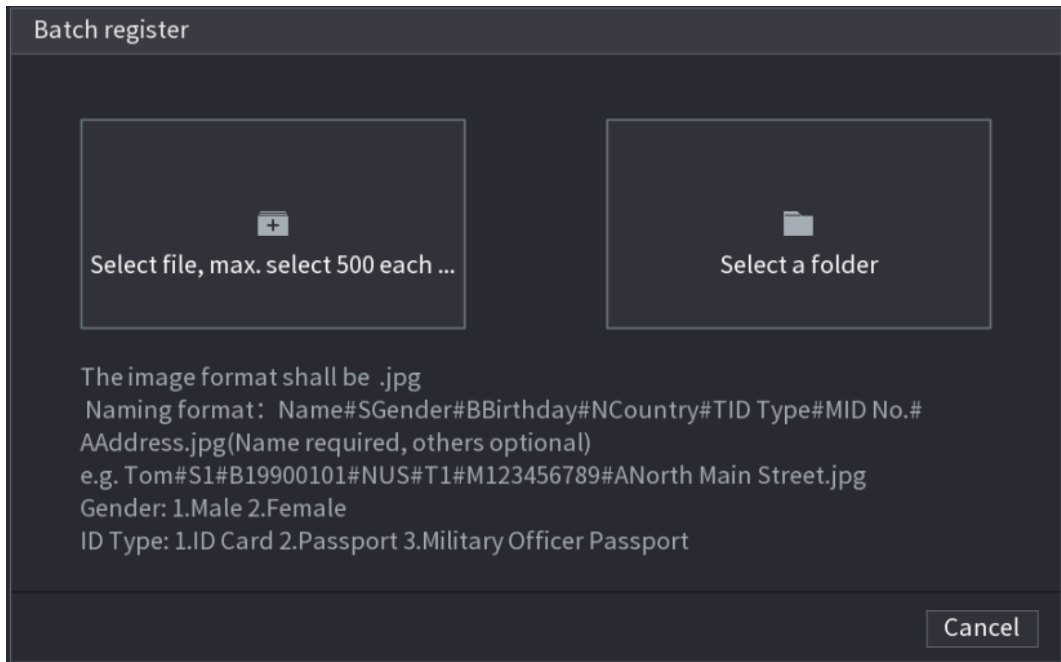 Batch register
Select file, max. select 500 each ...
Select a folder
The image format shall be .jpg
Naming format: Name#SGender#BBirthday#NCountry#TID Type#MID No.#
AAddress.jpg(Name required, others optional)
e.g. Tom#S1#B19900101#NUS#T1#M123456789#ANorth Main Street.jpg
Gender: 1.Male 2.Female
ID Type: 1.ID Card 2.Passport 3.Military Officer Passport
Cancel